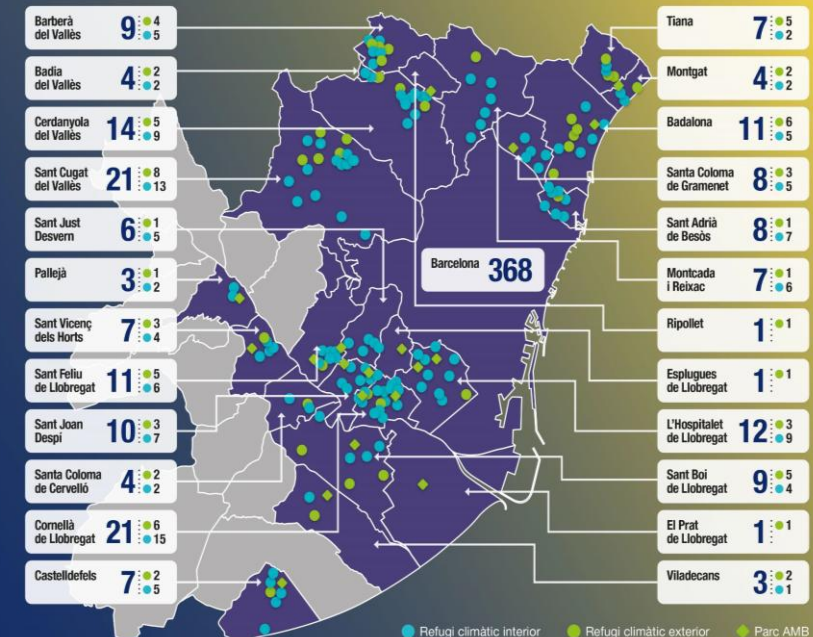 Barberà
del Vallès
9
4
5
Badia
del Vallès
4
2
2
Cerdanyola
del Vallès
14
5
9
Sant Cugat
del Vallès
21
8
13
Sant Just
Desvern
6
1
5
Pallejà
3
1
2
Sant Vicenç
dels Horts
7
3
4
Sant Feliu
de Llobregat
11
5
6
Sant Joan
Despí
10
3
7
Santa Coloma
de Cervelló
4
2
2
Cornellà
de Llobregat
21
6
15
Castelldefels
7
2
5
Barcelona 368
Tiana
7
5
2
Montgat
4
2
2
Badalona
11
6
5
Santa Coloma
de Gramenet
8
3
5
Sant Adrià
de Besòs
8
1
7
Montcada
i Reixac
7
1
6
Ripollet
1
1
Esplugues
de Llobregat
1
1
L'Hospitalet
de Llobregat
12
3
9
Sant Boi
de Llobregat
9
5
4
El Prat
de Llobregat
1
1
Viladecans
3
2
1
Refugi climàtic interior
Refugi climàtic exterior
Parc AMB